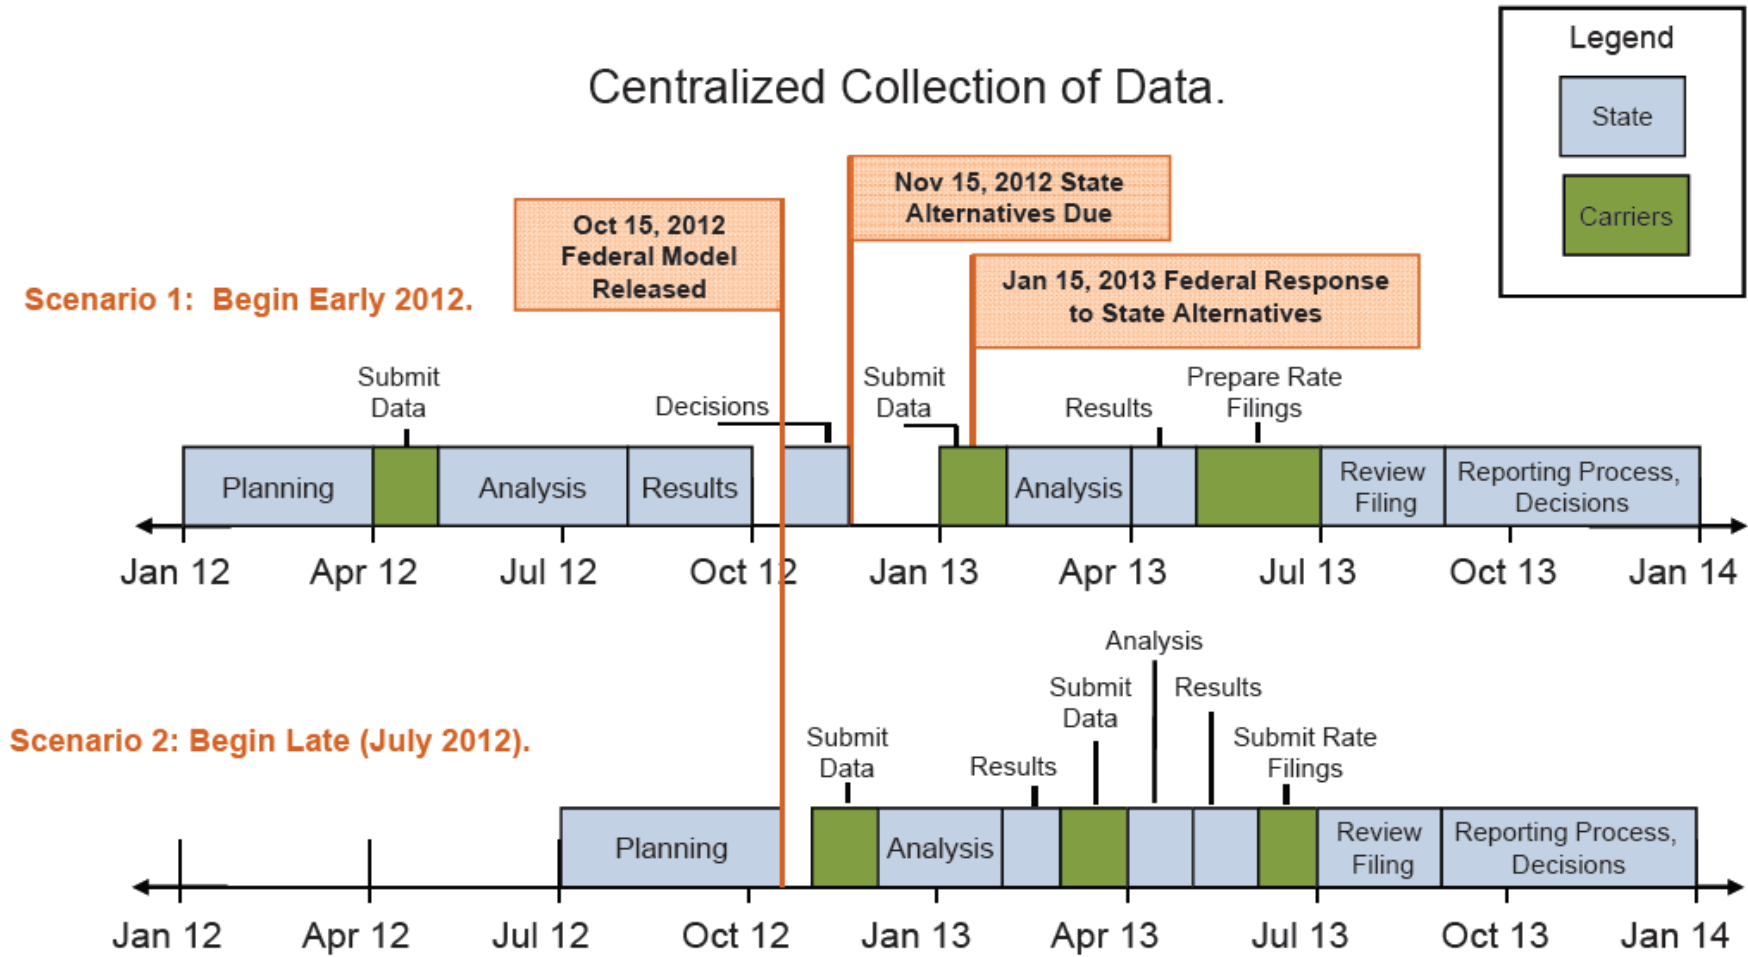 Centralized Collection of Data.
Legend
State
Carriers
Oct 15, 2012
Federal Model
Released
Nov 15, 2012 State
Alternatives Due
Jan 15, 2013 Federal Response
to State Alternatives
Scenario 1: Begin Early 2012.
Submit
Data
Decisions
Submit
Data
Results
Prepare Rate
Filings
Planning
Analysis
Results
Analysis
Review
Filing
Reporting Process,
Decisions
Jan 12
Apr 12
Jul 12
Oct 12
Jan 13
Apr 13
Jul 13
Oct 13
Jan 14
Scenario 2: Begin Late (July 2012).
Submit
Data
Results
Submit
Data
Analysis
Results
Submit Rate
Filings
Planning
Analysis
Review
Filing
Reporting Process,
Decisions
Jan 12
Apr 12
Jul 12
Oct 12
Jan 13
Apr 13
Jul 13
Oct 13
Jan 14